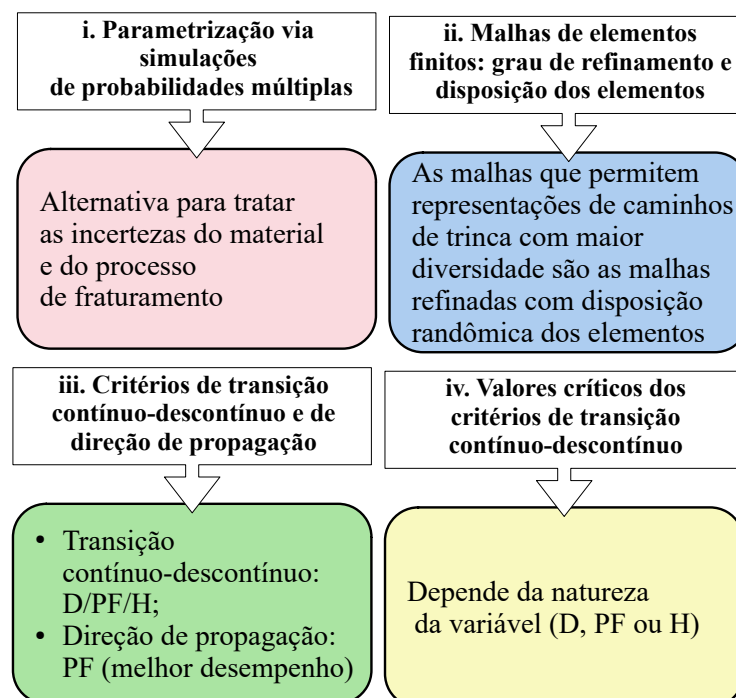 i. Parametrização via
simulações
de probabilidades múltiplas
Alternativa para tratar
as incertezas do material
e do processo
de fraturamento
ii. Malhas de elementos
finitos: grau de refinamento e
disposição dos elementos
As malhas que permitem
representações de caminhos
de trinca com maior
diversidade são as malhas
refinadas com disposição
randômica dos elementos
iii. Critérios de transição
contínuo-descontínuo e de
direção de propagação
• Transição
contínuo-descontínuo:
D/PF/H;
• Direção de propagação:
PF (melhor desempenho)
iv. Valores críticos dos
critérios de transição
contínuo-descontínuo
Depende da natureza
da variável (D, PF ou H)